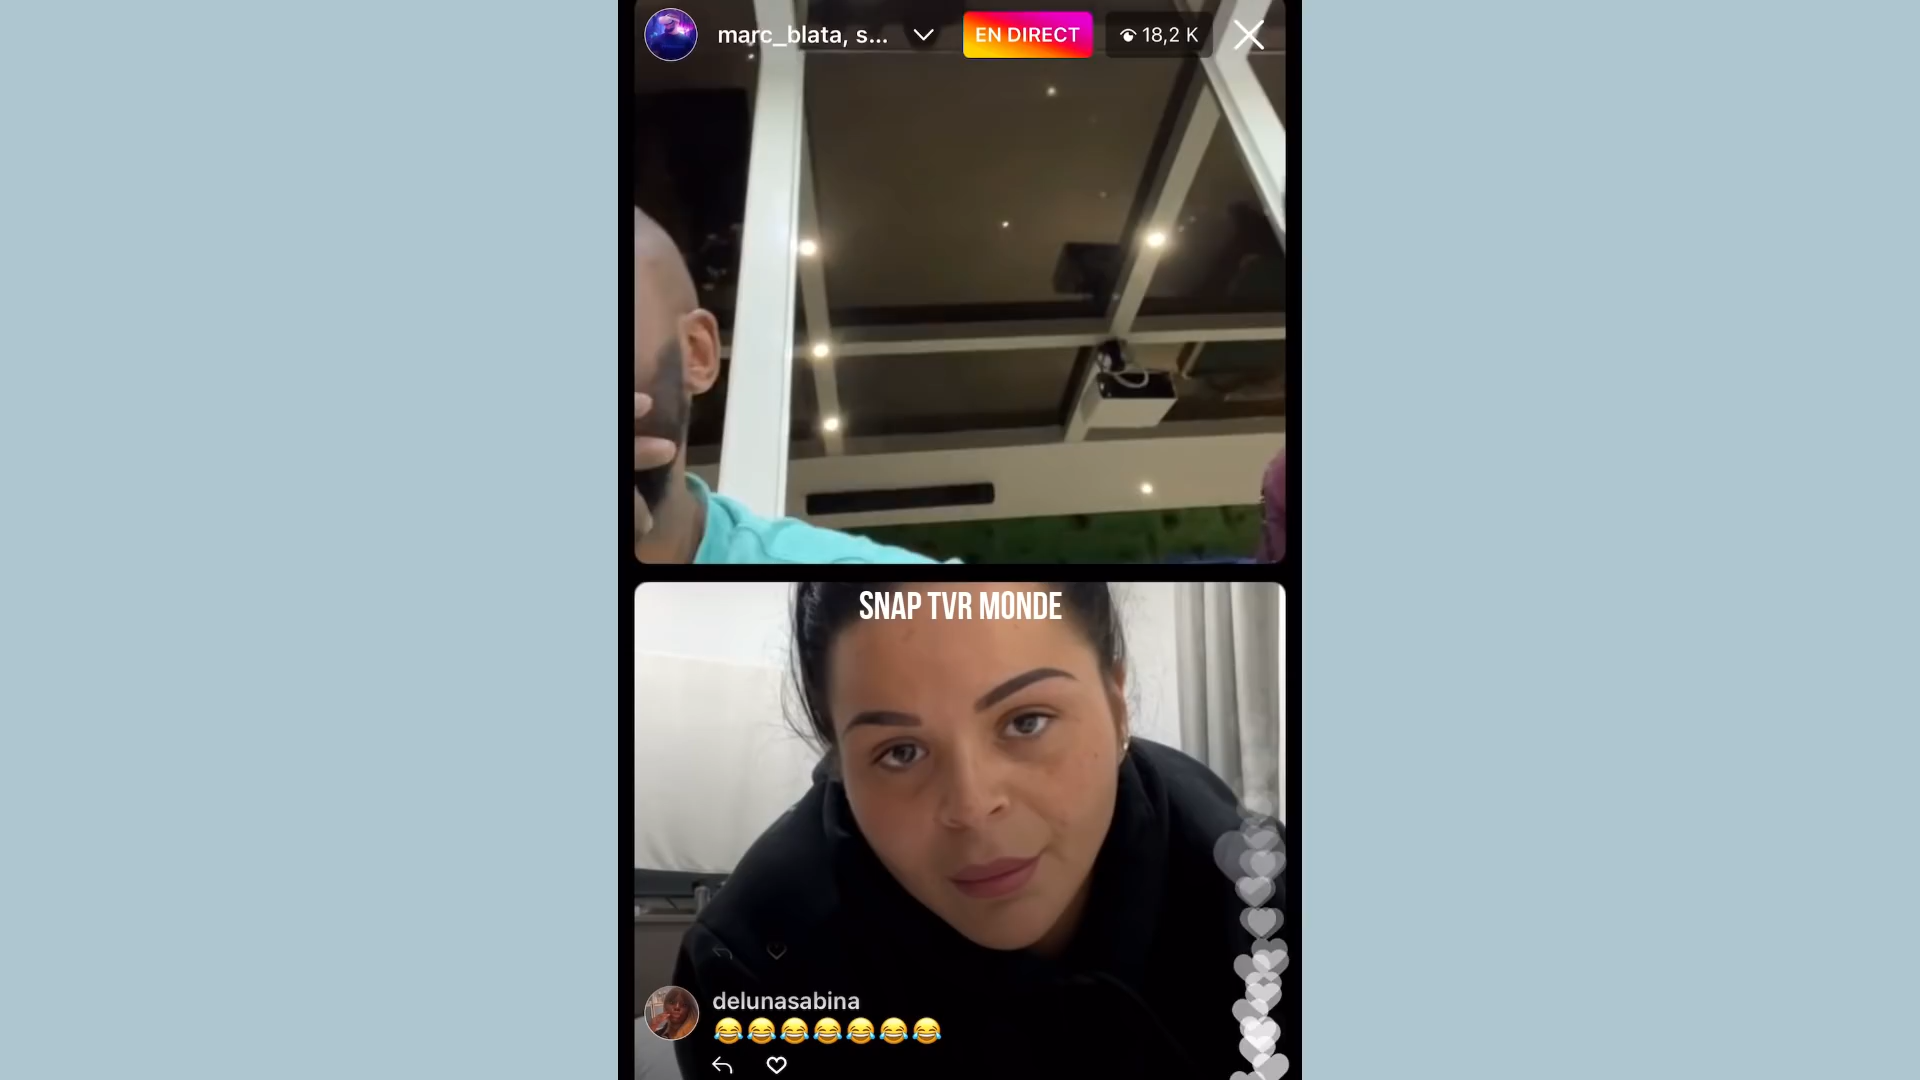 marc_blata, s...
EN DIRECT
18,2 K
SNAP TVR MONDE
delunasabina
😂😂😂😂😂😂😂